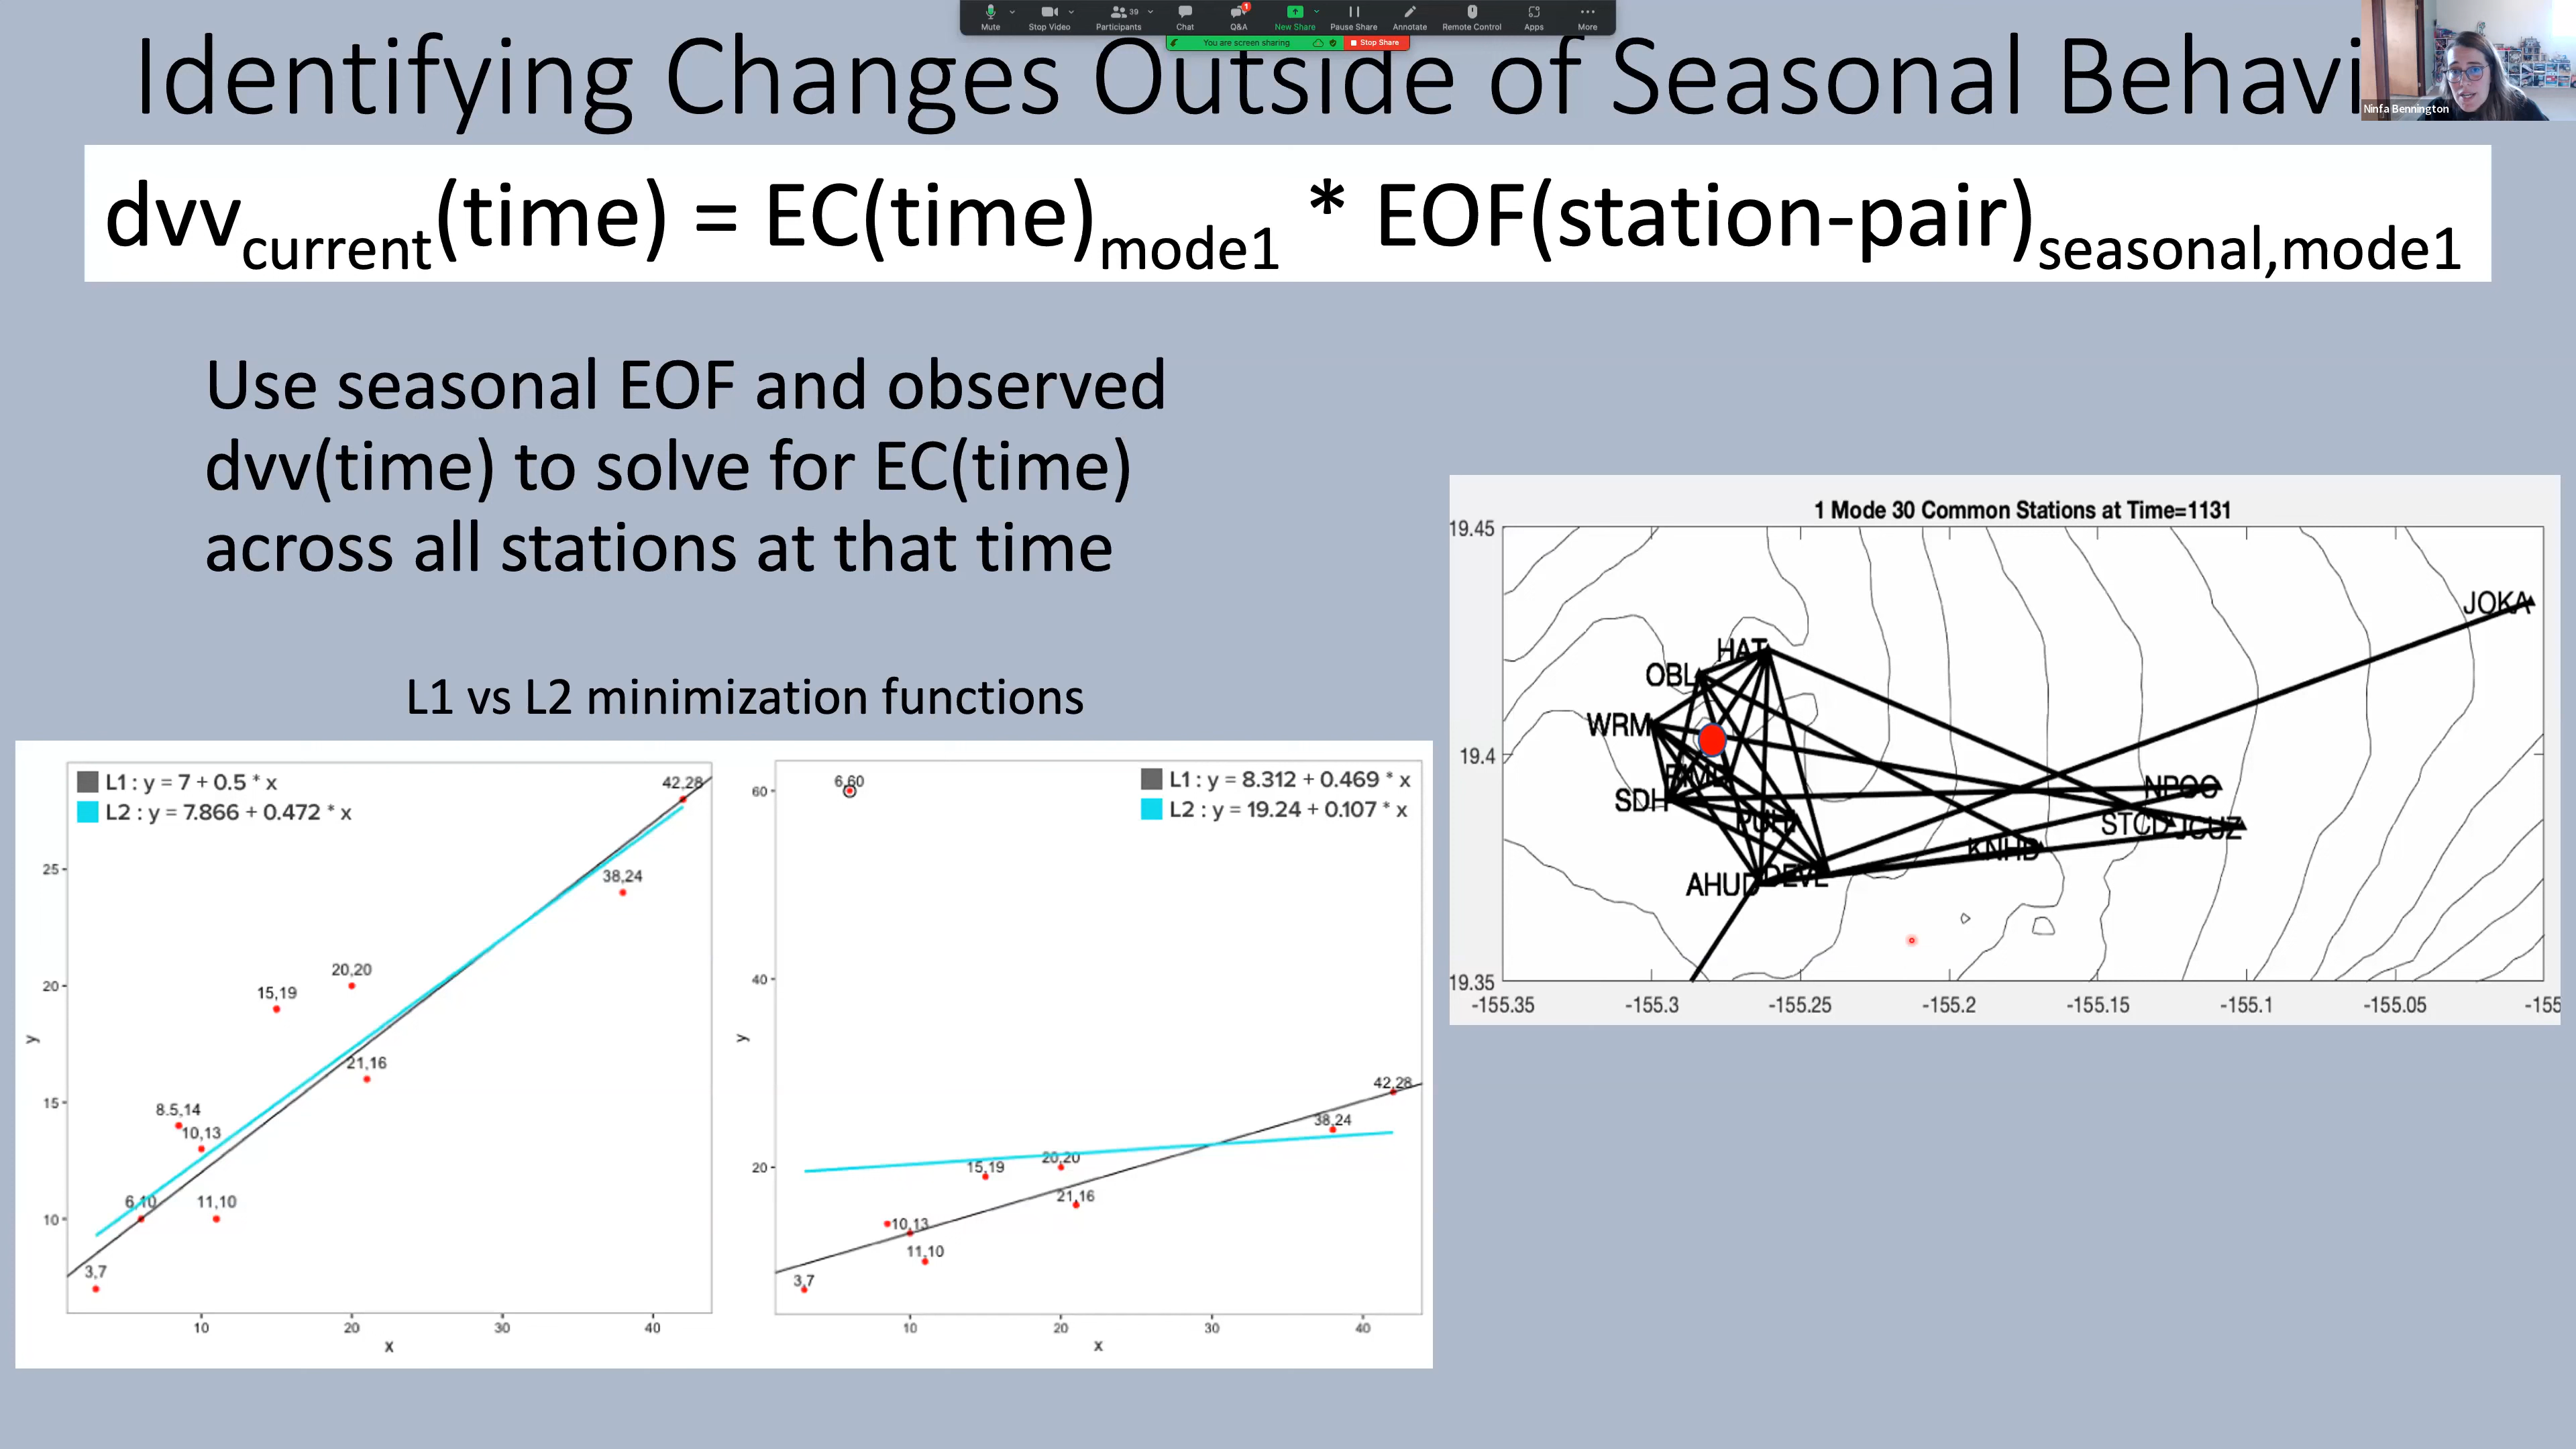 Mute
Stop Video
39
Participants
Chat
1
Q&A
New Share
Pause Share
Annotate
Remote Control
Apps
More
You are screen sharing
Stop Share
Ninfa Bennington
Identifying Changes Outside of Seasonal Behavi
dvvcurrent(time) = EC(time)mode1 * EOF(station-pair)seasonal,mode1
Use seasonal EOF and observed
dvv(time) to solve for EC(time)
across all stations at that time
L1 vs L2 minimization functions
L1 : y = 7 + 0.5 * x
L2 : y = 7.866 + 0.472 * x
42,28
38,24
20,20
15,19
21,16
8.5,14
10,13
6,10
11,10
3,7
25
20
15
10
y
10 20 30 40
x
L1 : y = 8.312 + 0.469 * x
L2 : y = 19.24 + 0.107 * x
6,60
42,28
38,24
15,19
20,20
21,16
10,13
11,10
3,7
60
40
20
y
10 20 30 40
x
1 Mode 30 Common Stations at Time=1131
19.45
19.4
19.35
JOKA
HAT
OBL
WRM
SDH
NPOC
STCD
JCUZ
KNHD
AHUD
DEVL
-155.35 -155.3 -155.25 -155.2 -155.15 -155.1 -155.05 -155